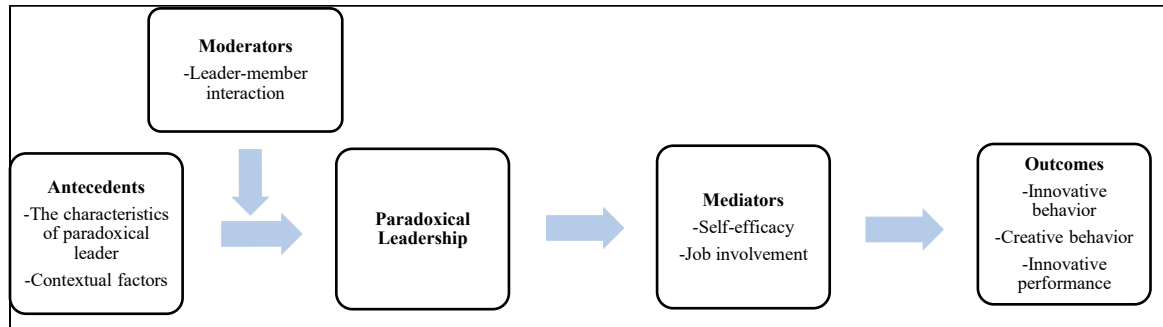 Moderators
-Leader-member
interaction
Antecedents
-The characteristics
of paradoxical
leader
-Contextual factors
Paradoxical
Leadership
Mediators
-Self-efficacy
-Job involvement
Outcomes
-Innovative
behavior
-Creative behavior
-Innovative
performance